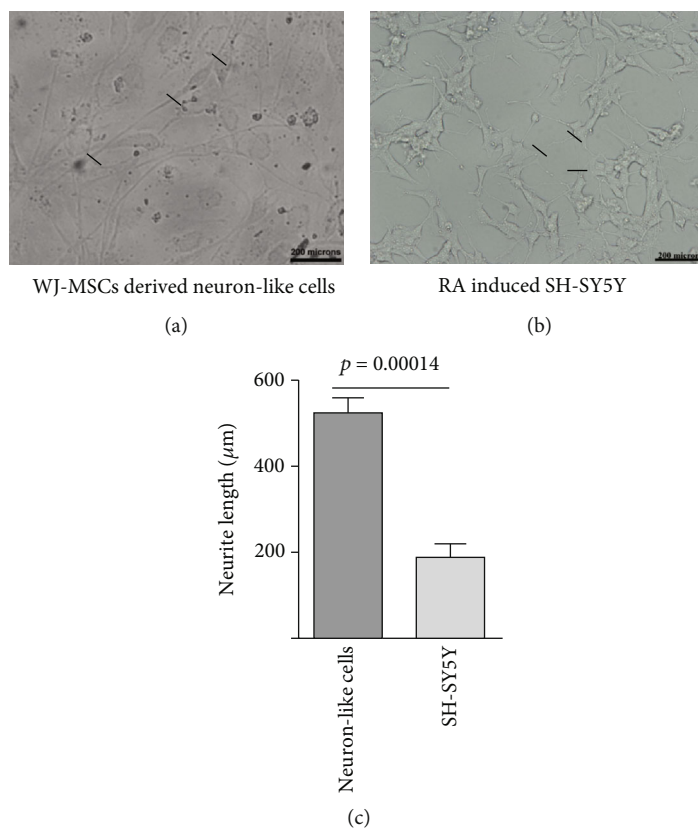 200 microns
200 micron
WJ-MSCs derived neuron-like cells
RA induced SH-SY5Y
(a)
(b)
p = 0.00014
600
400
200
Neurite length (μm)
Neuron-like cells
SH-SY5Y
(c)